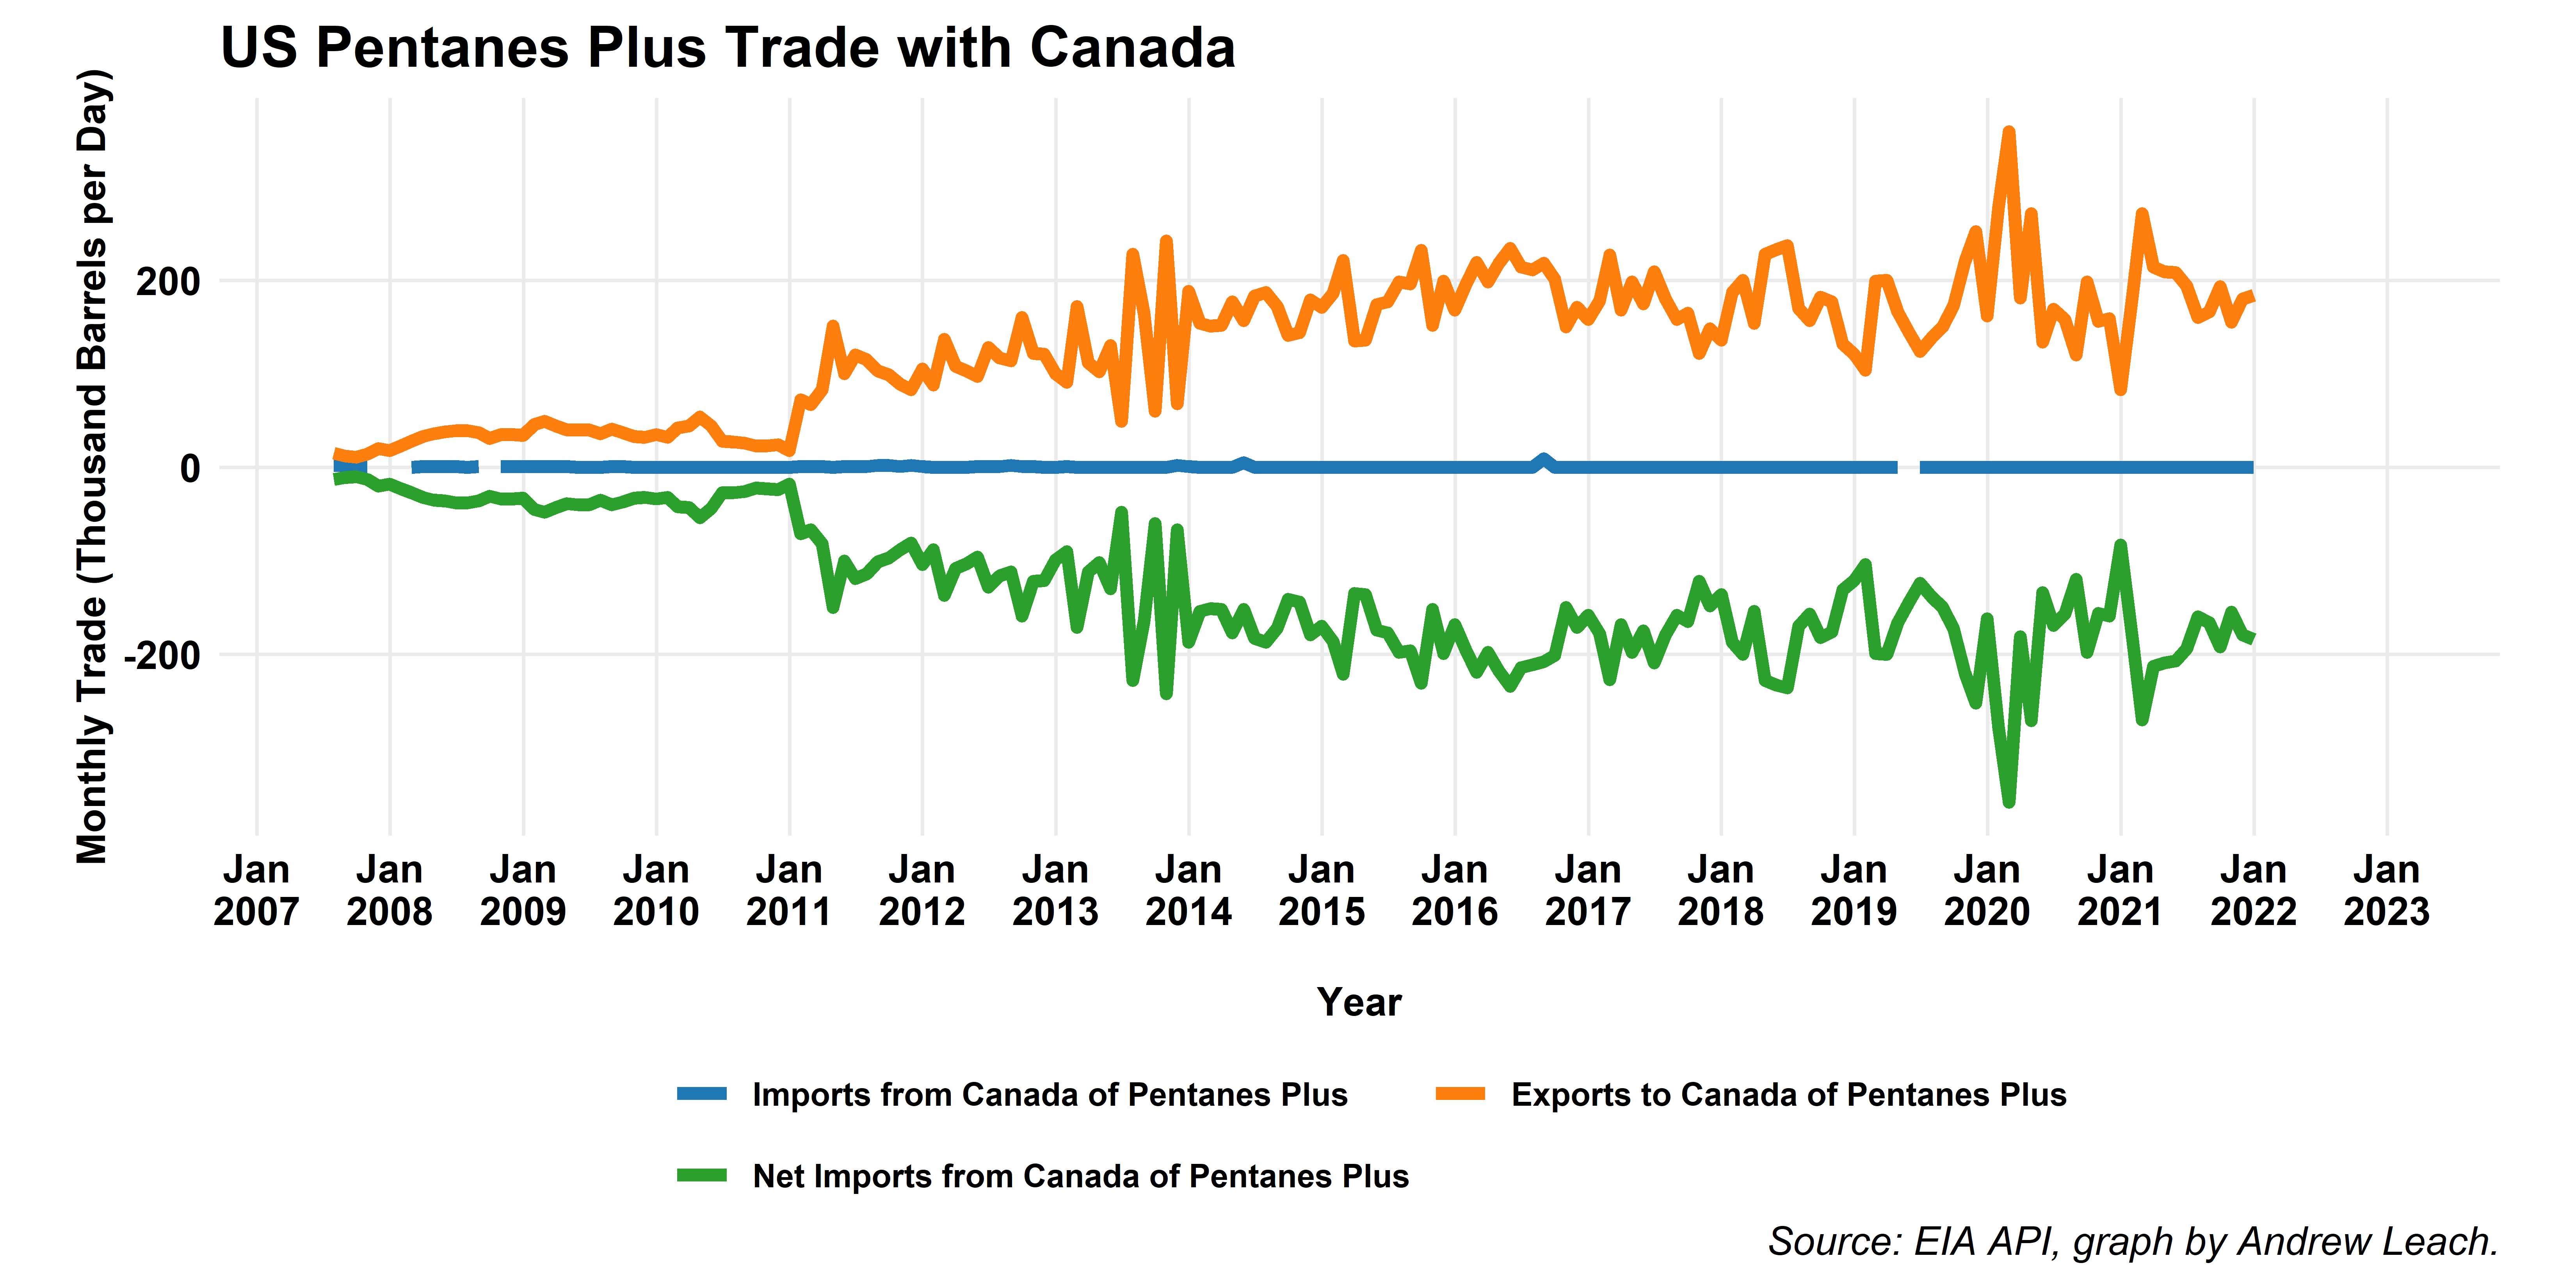 US Pentanes Plus Trade with Canada
Monthly Trade (Thousand Barrels per Day)
200
0
-200
Jan Jan Jan Jan Jan Jan Jan Jan Jan Jan Jan Jan Jan Jan Jan Jan Jan
2007 2008 2009 2010 2011 2012 2013 2014 2015 2016 2017 2018 2019 2020 2021 2022 2023
Year
Imports from Canada of Pentanes Plus Exports to Canada of Pentanes Plus
Net Imports from Canada of Pentanes Plus
Source: EIA API, graph by Andrew Leach.